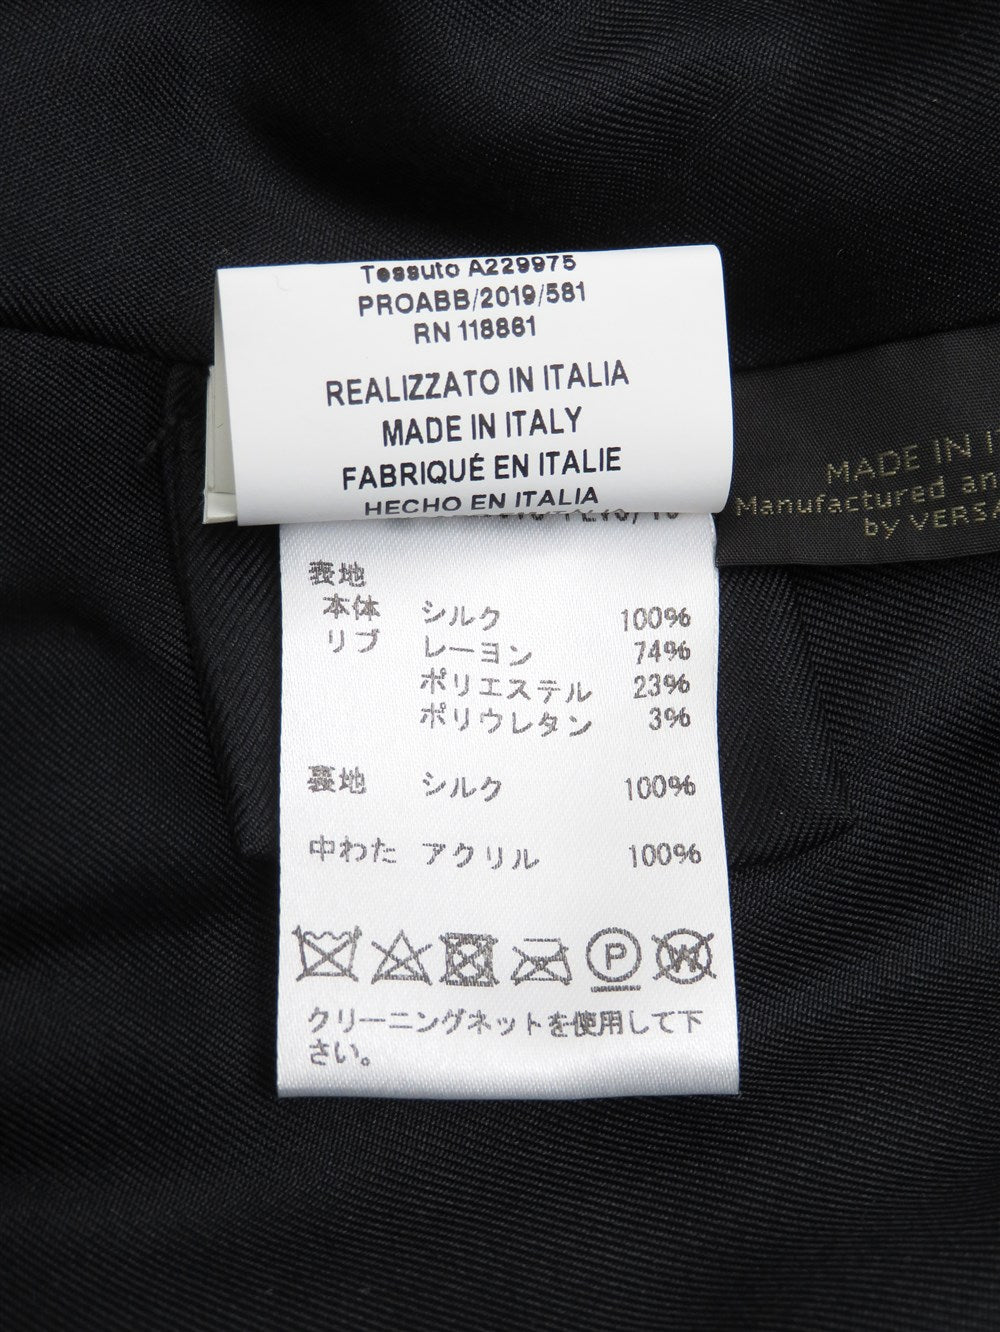 Tessuto A229975
PROABB/2019/581
RN 118861
REALIZZATO IN ITALIA
MADE IN ITALY
FABRIQUÉ EN ITALIE
HECHO EN ITALIA
MADE IN
Manufactured
by
表地
本体 シルク 100%
リブ レーヨン 74%
ポリエステル 23%
ポリウレタン 3%
裏地 シルク 100%
中わた アクリル 100%
P
W
クリーニングネットを使用して下
さい。